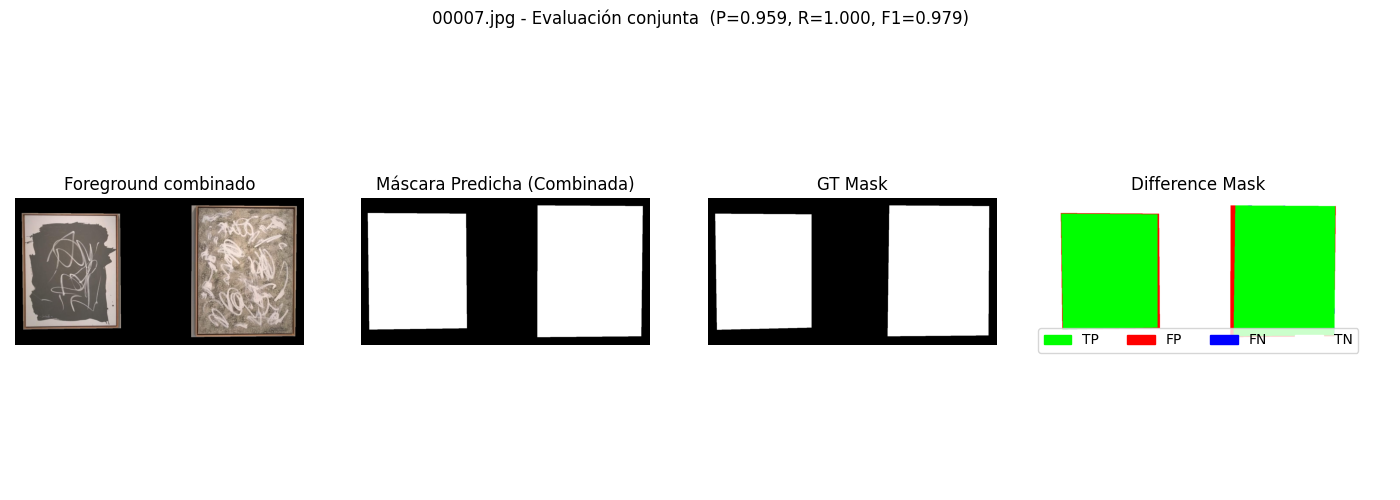 00007.jpg - Evaluación conjunta  (P=0.959, R=1.000, F1=0.979)
Foreground combinado
Máscara Predicha (Combinada)
GT Mask
Difference Mask
TP
FP
FN
TN